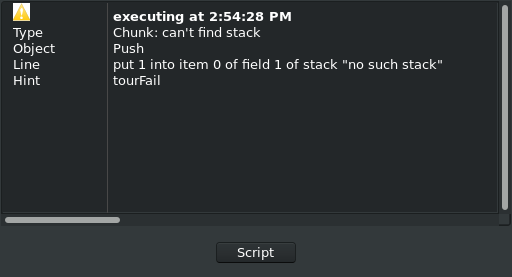 executing at 2:54:28 PM
Type Chunk: can't find stack
Object Push
Line put 1 into item 0 of field 1 of stack "no such stack"
Hint tourFail
Script